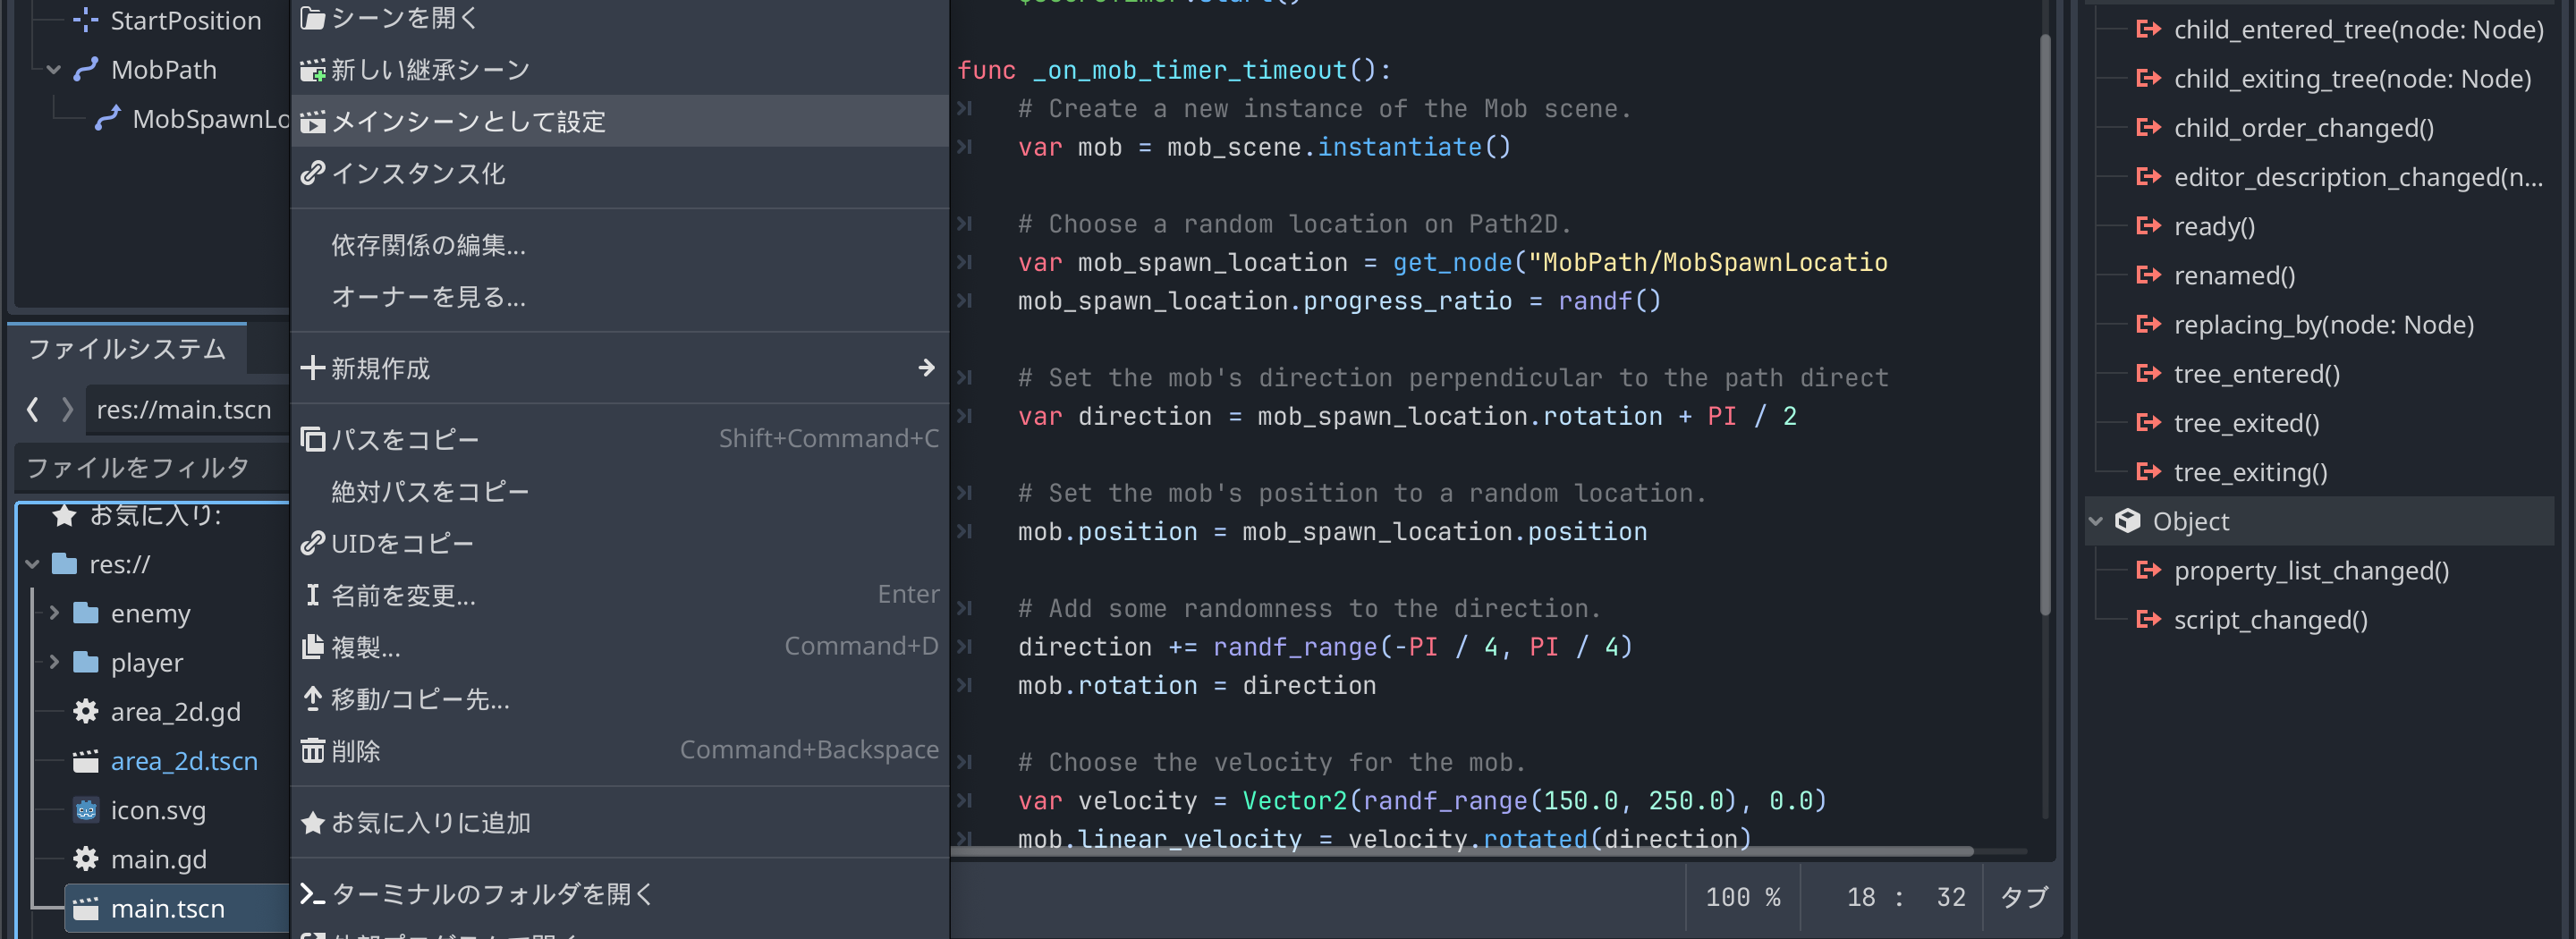 StartPosition
MobPath
MobSpawnLo
ファイルシステム
res://main.tscn
ファイルをフィルタ
お気に入り:
res://
enemy
player
area_2d.gd
area_2d.tscn
icon.svg
main.gd
main.tscn
シーンを開く
新しい継承シーン
メインシーンとして設定
インスタンス化
依存関係の編集...
オーナーを見る...
新規作成
パスをコピー Shift+Command+C
絶対パスをコピー
UIDをコピー
名前を変更... Enter
複製... Command+D
移動/コピー先...
削除 Command+Backspace
お気に入りに追加
ターミナルのフォルダを開く
func _on_mob_timer_timeout():
# Create a new instance of the Mob scene.
var mob = mob_scene.instantiate()
# Choose a random location on Path2D.
var mob_spawn_location = get_node("MobPath/MobSpawnLocatio
mob_spawn_location.progress_ratio = randf()
# Set the mob's direction perpendicular to the path direct
var direction = mob_spawn_location.rotation + PI / 2
# Set the mob's position to a random location.
mob.position = mob_spawn_location.position
# Add some randomness to the direction.
direction += randf_range(-PI / 4, PI / 4)
mob.rotation = direction
# Choose the velocity for the mob.
var velocity = Vector2(randf_range(150.0, 250.0), 0.0)
mob.linear_velocity = velocity.rotated(direction)
100 % 18 : 32 タブ
child_entered_tree(node: Node)
child_exiting_tree(node: Node)
child_order_changed()
editor_description_changed(n...
ready()
renamed()
replacing_by(node: Node)
tree_entered()
tree_exited()
tree_exiting()
Object
property_list_changed()
script_changed()